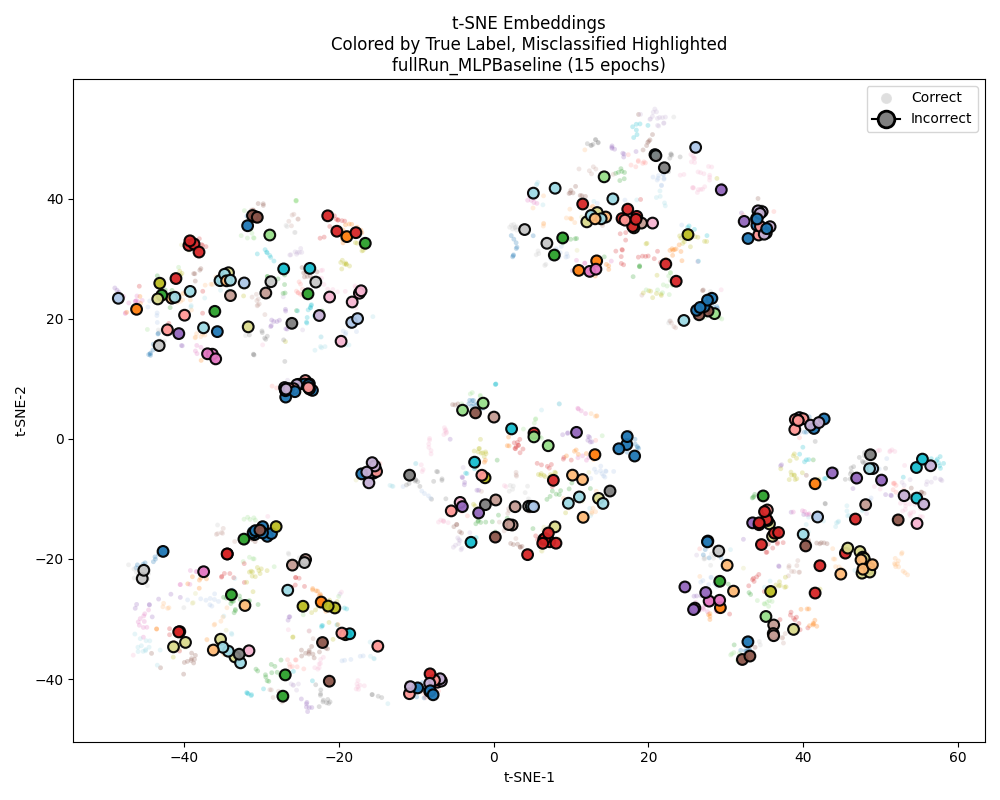 t-SNE Embeddings
Colored by True Label, Misclassified Highlighted
fullRun_MLPBaseline (15 epochs)
Correct
Incorrect
t-SNE-2
40
20
0
−20
−40
−40
−20
0
20
40
60
t-SNE-1